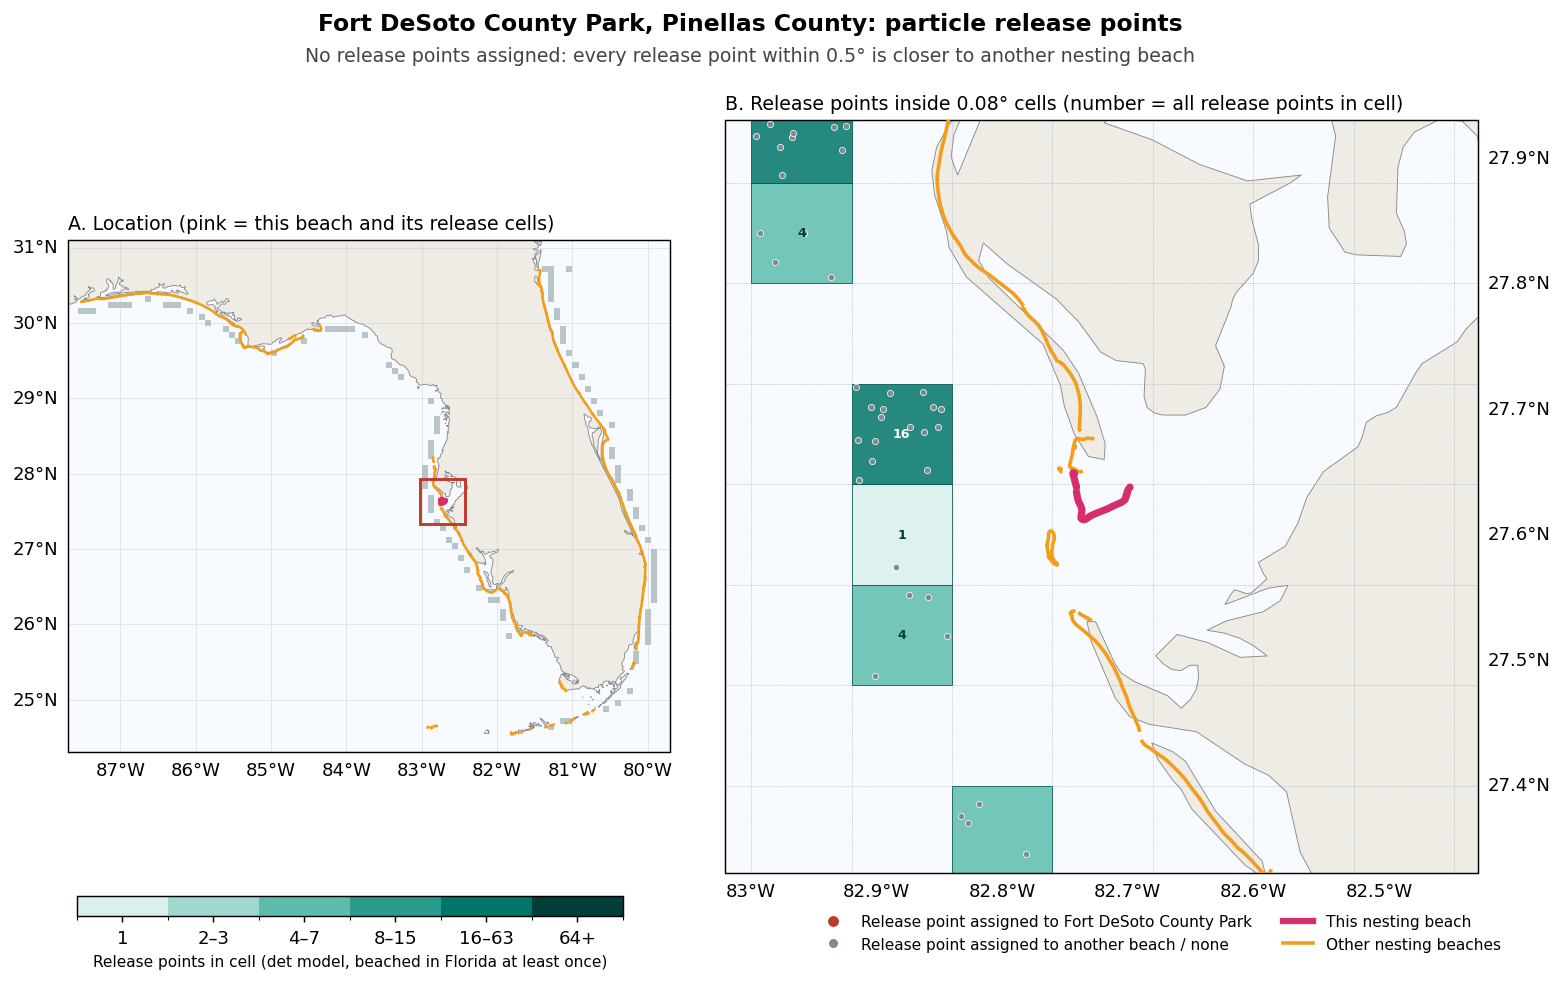 Fort DeSoto County Park, Pinellas County: particle release points
No release points assigned: every release point within 0.5° is closer to another nesting beach
A. Location (pink = this beach and its release cells)
31°N
30°N
29°N
28°N
27°N
26°N
25°N
87°W 86°W 85°W 84°W 83°W 82°W 81°W 80°W
1 2–3 4–7 8–15 16–63 64+
Release points in cell (det model, beached in Florida at least once)
B. Release points inside 0.08° cells (number = all release points in cell)
4
16
1
4
27.9°N
27.8°N
27.7°N
27.6°N
27.5°N
27.4°N
83°W 82.9°W 82.8°W 82.7°W 82.6°W 82.5°W
Release point assigned to Fort DeSoto County Park
Release point assigned to another beach / none
This nesting beach
Other nesting beaches